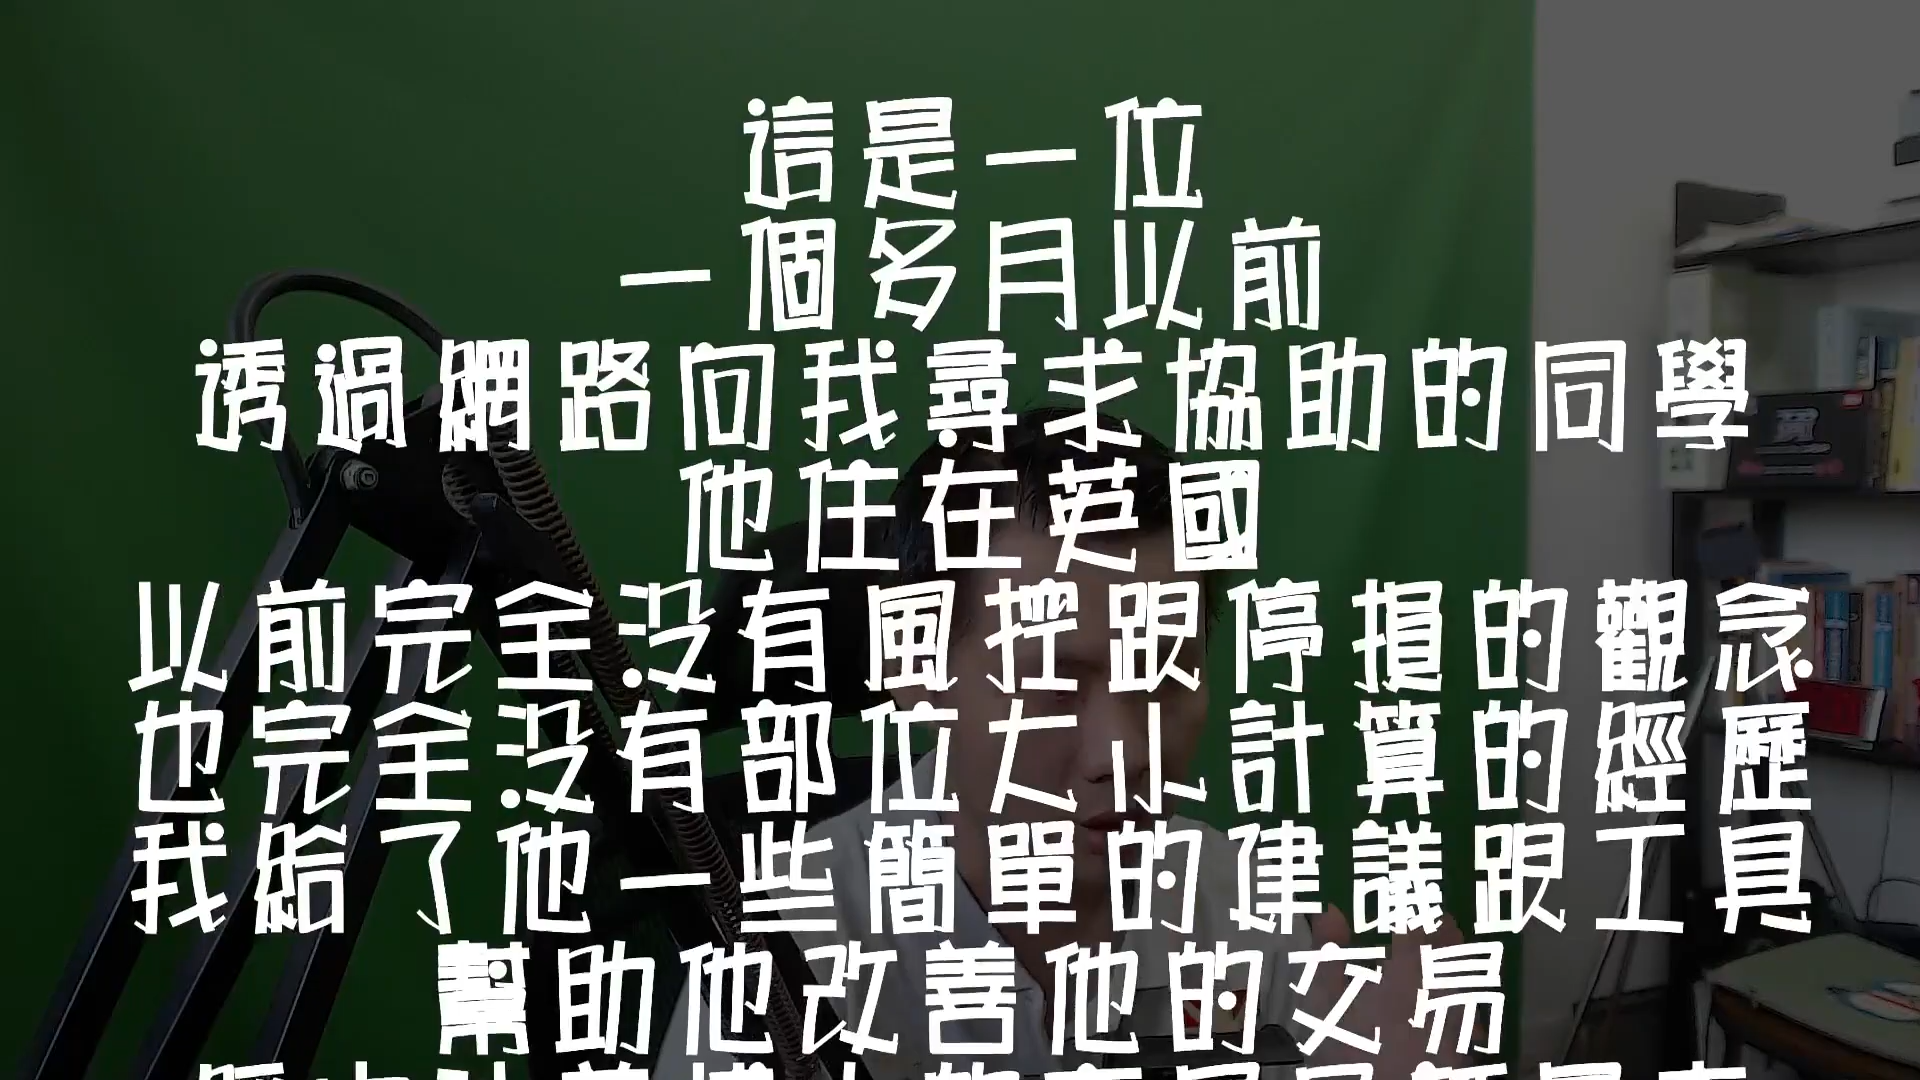 這是一位
一個多月以前
透過網路向我尋求協助的同學
他住在英國
以前完全没有風控跟停損的觀念
也完全没有部位大小計算的經歷
我給了他一些簡單的建議跟工具
幫助他改善他的交易